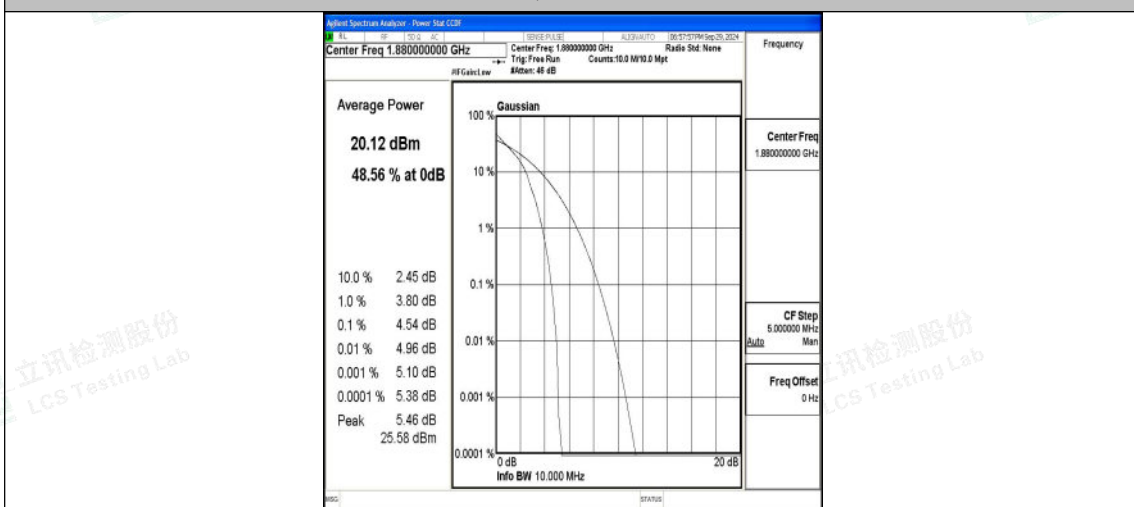 Agilent Spectrum Analyzer - Power Stat CCDF
RL RF 50 Ω AC SENSE:PULSE ALIGNAUTO 06:57:57PM Sep 29, 2024
Center Freq 1.880000000 GHz
Center Freq: 1.880000000 GHz Radio Std: None
Trig: Free Run Counts:10.0 M/10.0 Mpt
#IFGain:Low #Atten: 46 dB
Frequency
Average Power
20.12 dBm
48.56 % at 0dB
10.0 % 2.45 dB
1.0 % 3.80 dB
0.1 % 4.54 dB
0.01 % 4.96 dB
0.001 % 5.10 dB
0.0001 % 5.38 dB
Peak 5.46 dB
25.58 dBm
Gaussian
100 %
10 %
1 %
0.1 %
0.01 %
0.001 %
0.0001 %
0 dB 20 dB
Info BW 10.000 MHz
Center Freq
1.880000000 GHz
CF Step
5.000000 MHz
Auto Man
Freq Offset
0 Hz
MSG STATUS
立讯检测股份
LCS Testing Lab
立讯检测股份
LCS Testing Lab